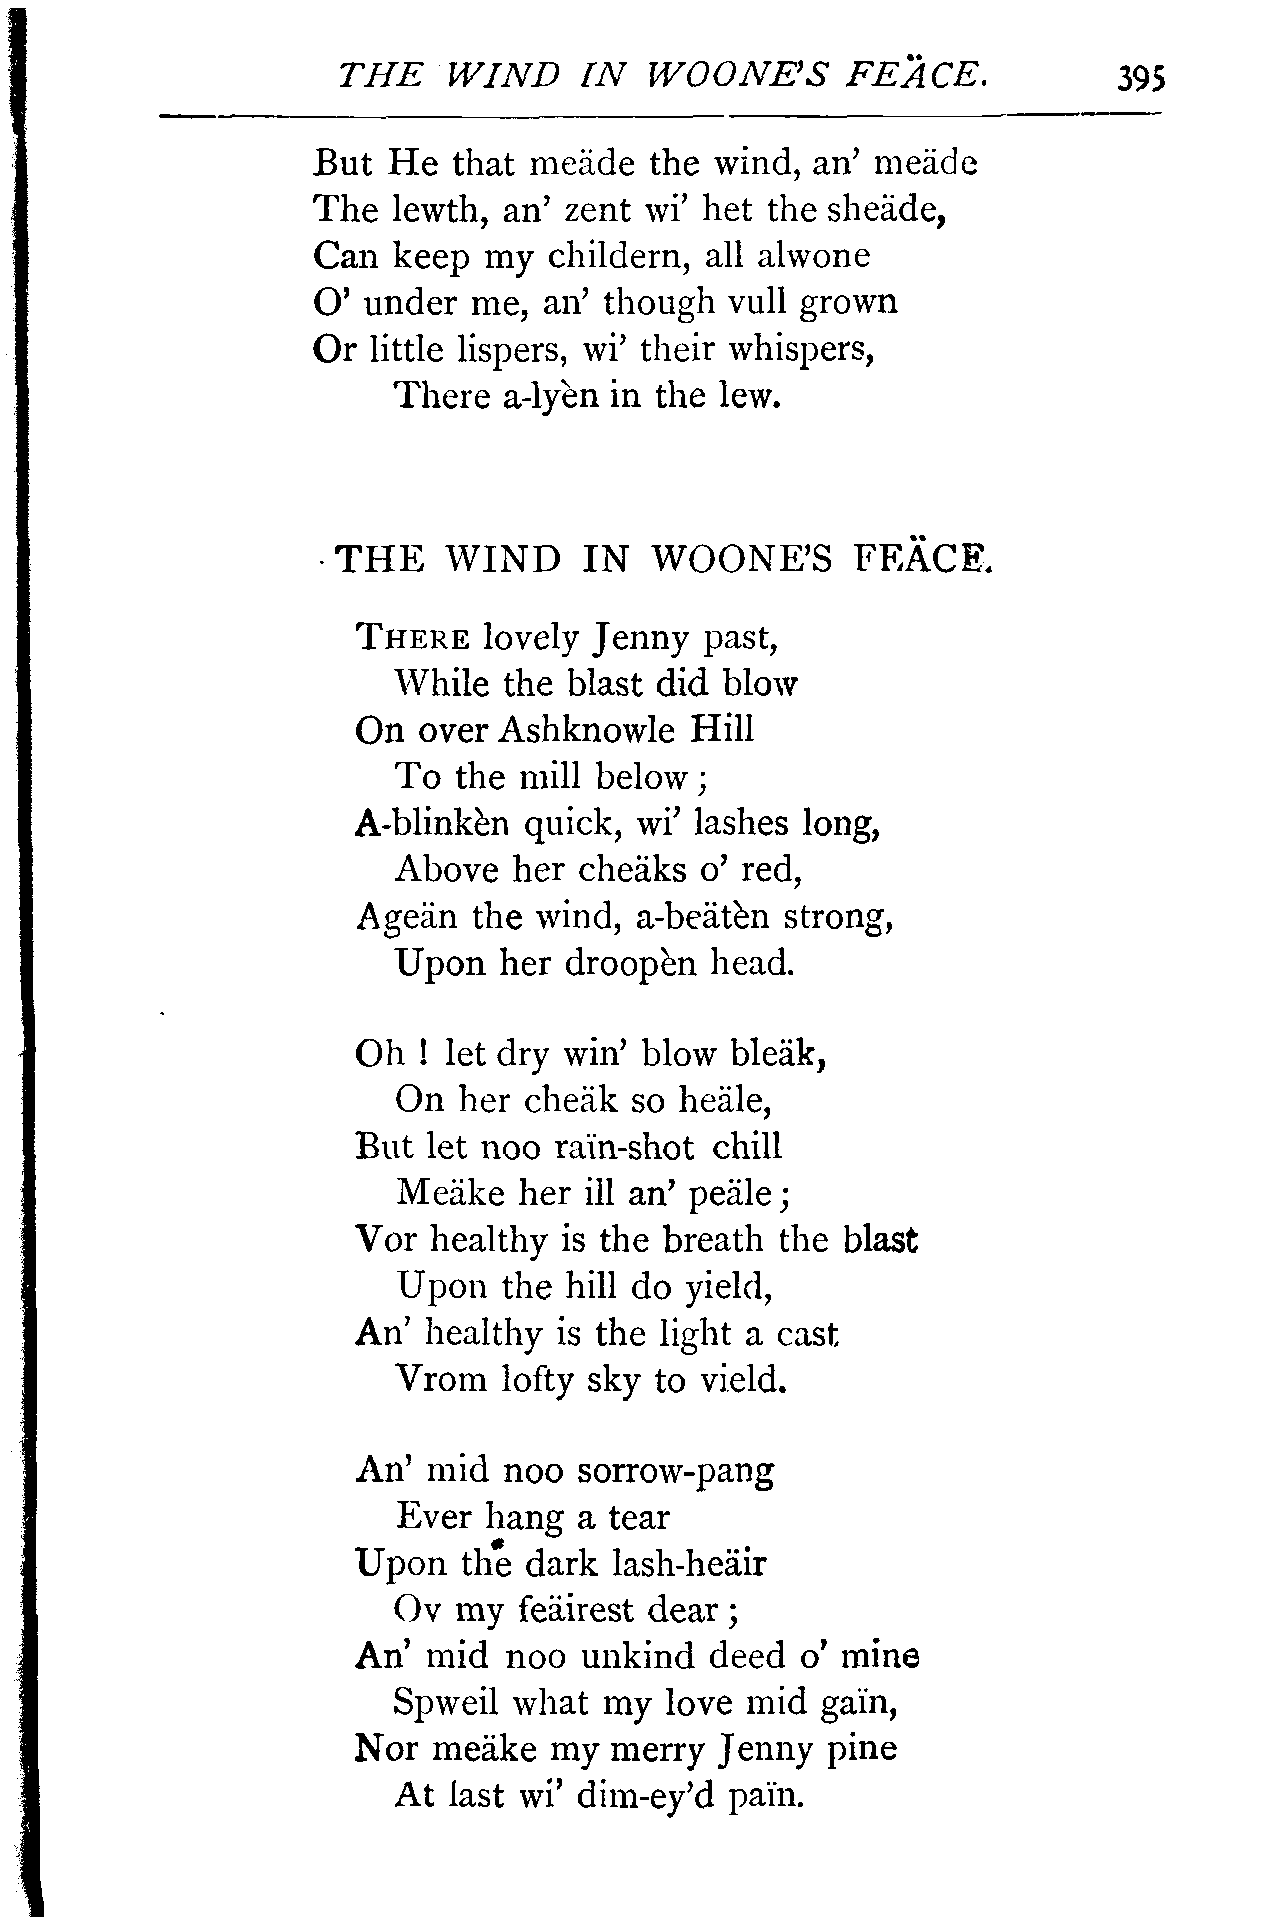 THE WIND IN WOONE'S FEÄCE. 395
But He that meäde the wind, an' meäde
The lewth, an' zent wi' het the sheäde,
Can keep my childern, all alwone
O' under me, an' though vull grown
Or little lispers, wi' their whispers,
There a-lyèn in the lew.
THE WIND IN WOONE'S FEÄCE.
THERE lovely Jenny past,
While the blast did blow
On over Ashknowle Hill
To the mill below;
A-blinkèn quick, wi' lashes long,
Above her cheäks o' red,
Ageän the wind, a-beätèn strong,
Upon her droopèn head.
Oh! let dry win' blow bleäk,
On her cheäk so heäle,
But let noo raïn-shot chill
Meäke her ill an' peäle;
Vor healthy is the breath the blast
Upon the hill do yield,
An' healthy is the light a cast
Vrom lofty sky to vield.
An' mid noo sorrow-pang
Ever hang a tear
Upon the dark lash-heäir
Ov my feäirest dear;
An' mid noo unkind deed o' mine
Spweil what my love mid gaïn,
Nor meäke my merry Jenny pine
At last wi' dim-ey'd païn.